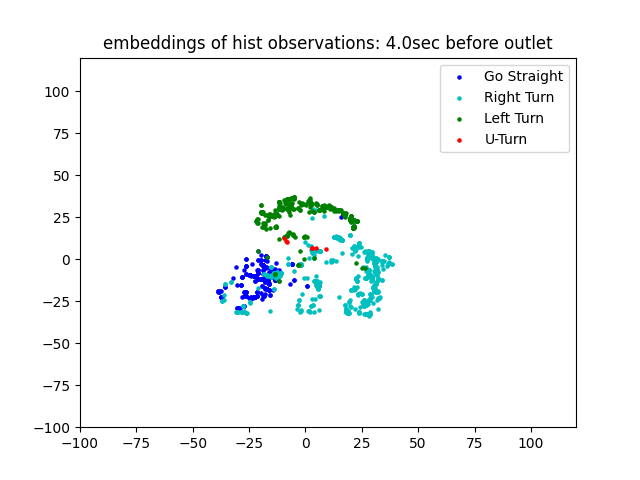 embeddings of hist observations: 4.0sec before outlet
Go Straight
Right Turn
Left Turn
U-Turn
100
75
50
25
0
−25
−50
−75
−100
−100 −75 −50 −25 0 25 50 75 100